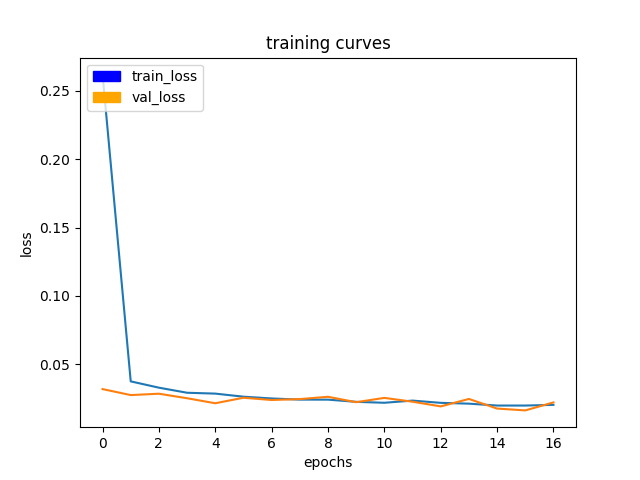 training curves
train_loss
val_loss
0.25
0.20
0.15
0.10
0.05
loss
0 2 4 6 8 10 12 14 16
epochs